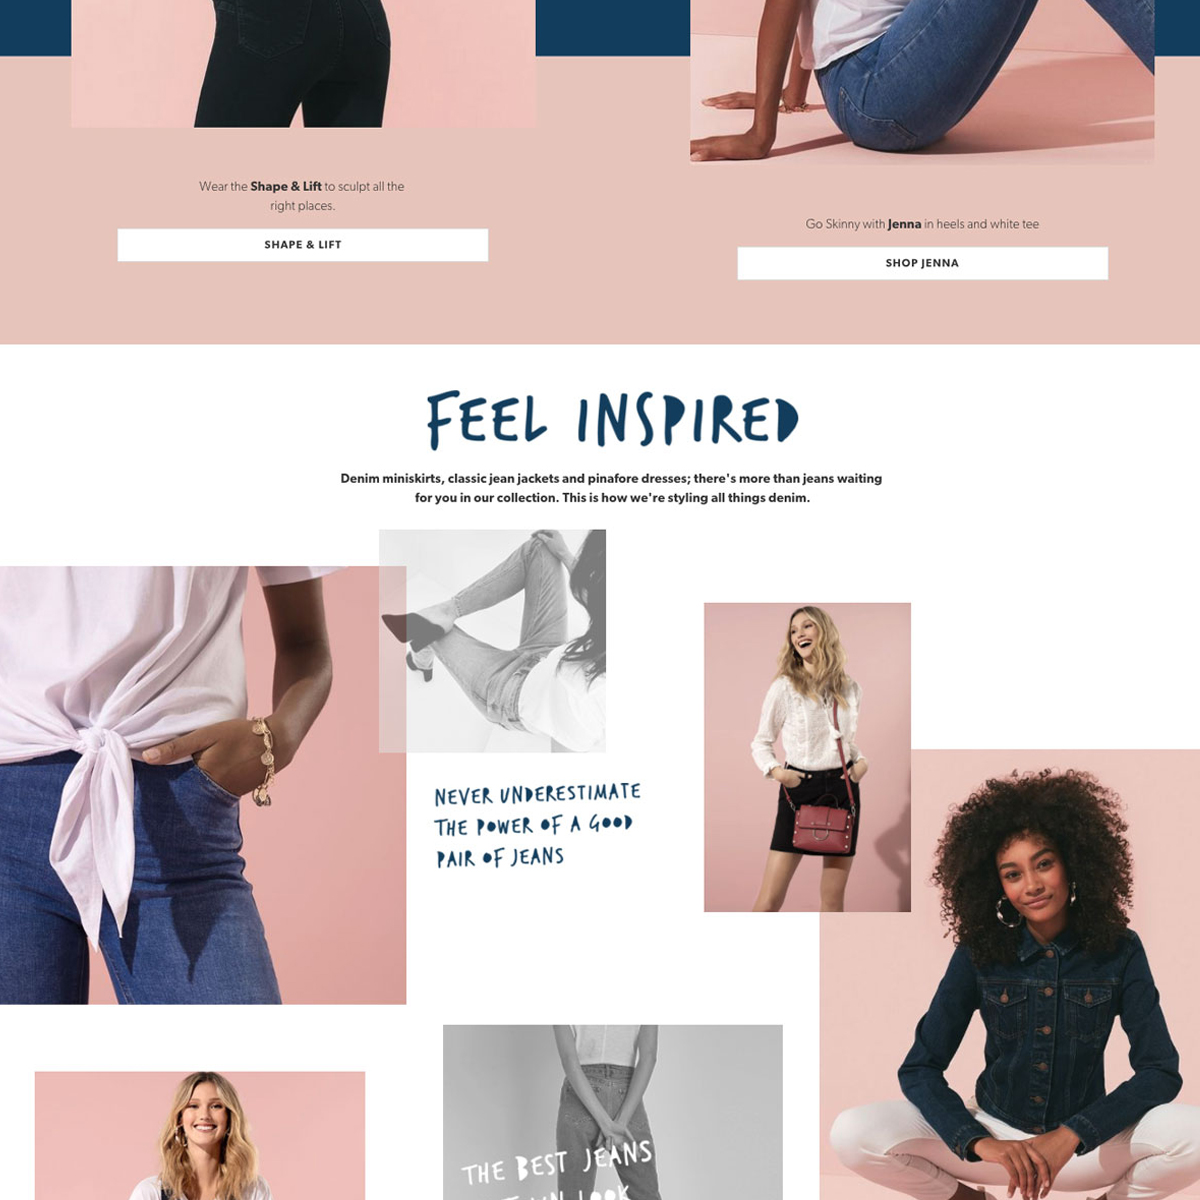 Wear the Shape & Lift to sculpt all the
right places.
SHAPE & LIFT
Go Skinny with Jenna in heels and white tee
SHOP JENNA
FEEL INSPIRED
Denim miniskirts, classic jean jackets and pinafore dresses; there's more than jeans waiting
for you in our collection. This is how we're styling all things denim.
NEVER UNDERESTIMATE
THE POWER OF A GOOD
PAIR OF JEANS
THE BEST JEANS
LOOK